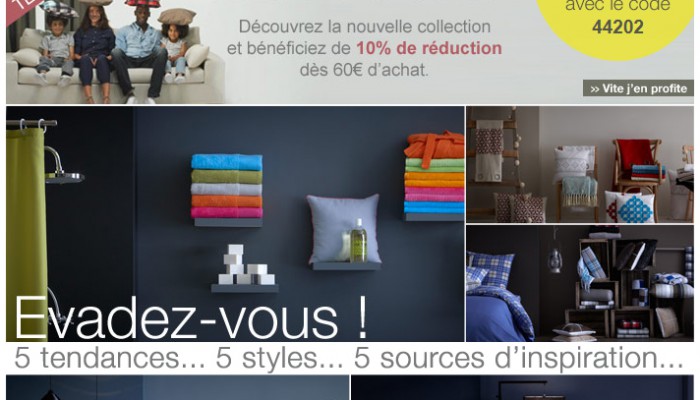 Découvrez la nouvelle collection
et bénéficiez de 10% de réduction
dès 60€ d'achat.
avec le code
44202
>> Vite j'en profite
Evadez-vous !
5 tendances... 5 styles... 5 sources d'inspiration...